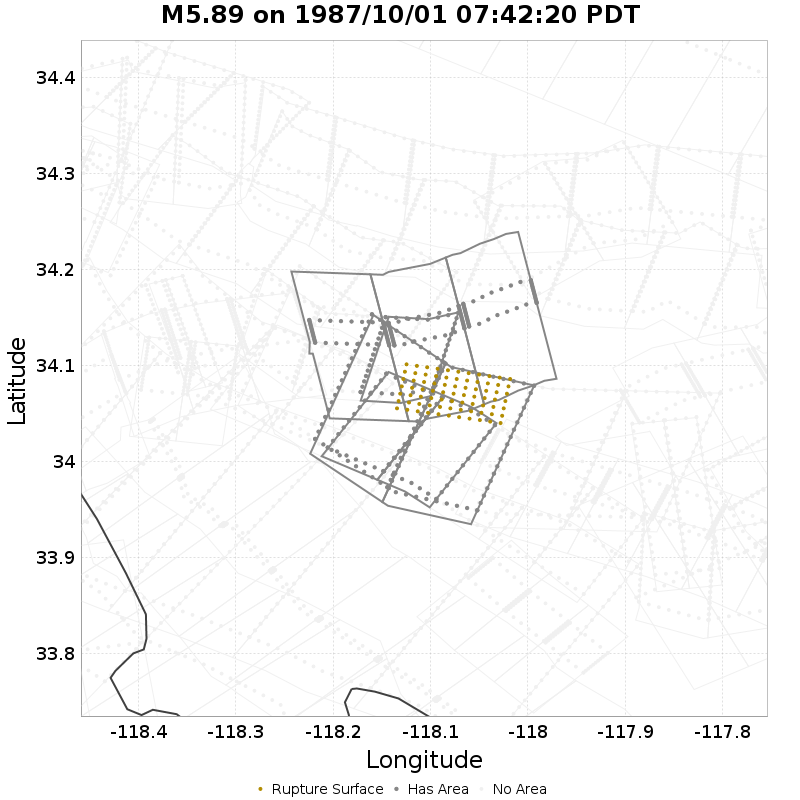 M5.89 on 1987/10/01 07:42:20 PDT
Latitude
34.4
34.3
34.2
34.1
34
33.9
33.8
-118.4 -118.3 -118.2 -118.1 -118 -117.9 -117.8
Longitude
Rupture Surface Has Area No Area